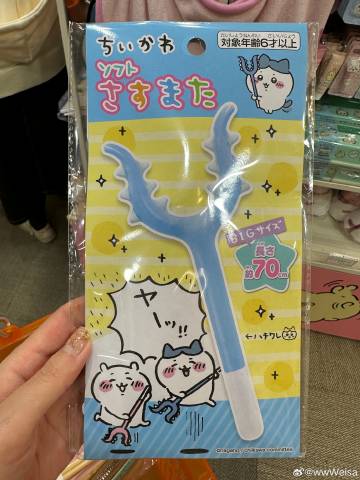 ちいかわ
たいしょうねんれい さいいじょう
対象年齢6才以上
ソフト
さすまた
BIGサイズ
長さ
約70cm
ヤーッ!!
←ハチワレ
©nagano / chiikawa committee
@wwWeisa